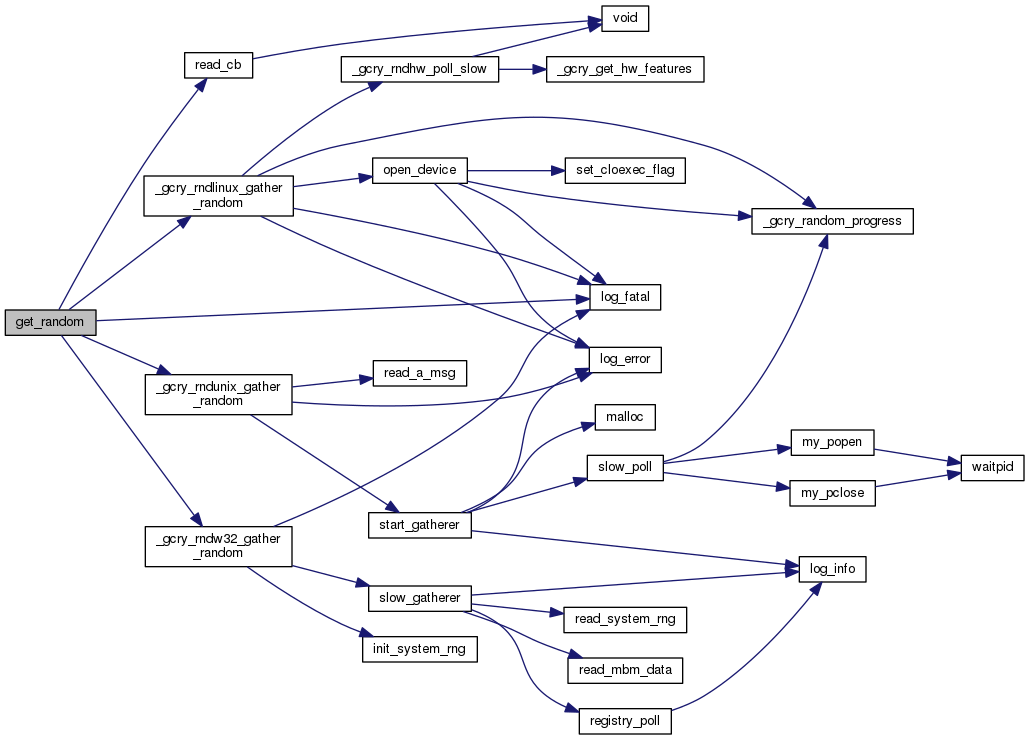 void
read_cb
_gcry_rndhw_poll_slow
_gcry_get_hw_features
open_device
set_cloexec_flag
_gcry_rndlinux_gather
_random
_gcry_random_progress
log_fatal
get_random
log_error
read_a_msg
_gcry_rndunix_gather
_random
malloc
my_popen
slow_poll
waitpid
my_pclose
start_gatherer
_gcry_rndw32_gather
_random
log_info
slow_gatherer
read_system_rng
init_system_rng
read_mbm_data
registry_poll